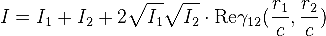 $I = I_1 + I_2 + 2\sqrt{I_1}\sqrt{I_2} \cdot \mathrm{Re}\gamma_{12}(\frac{r_1}{c}, \frac{r_2}{c})$